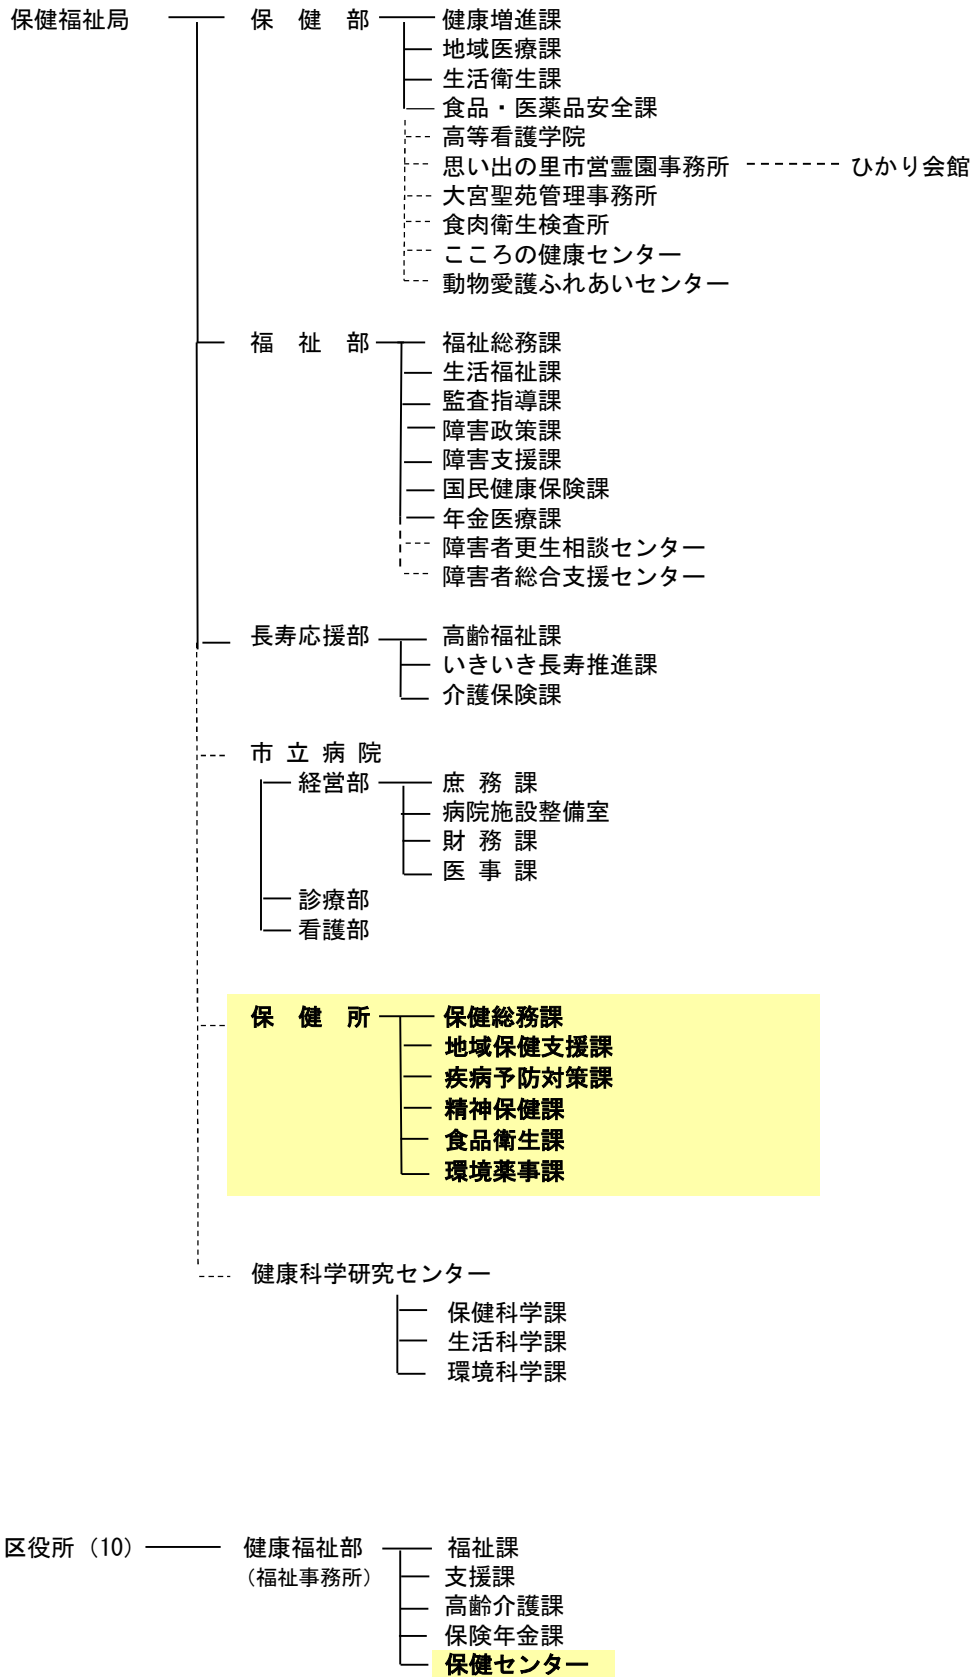 保健福祉局 保 健 部 健康増進課
地域医療課
生活衛生課
食品・医薬品安全課
高等看護学院
思い出の里市営霊園事務所 ひかり会館
大宮聖苑管理事務所
食肉衛生検査所
こころの健康センター
動物愛護ふれあいセンター
福 祉 部 福祉総務課
生活福祉課
監査指導課
障害政策課
障害支援課
国民健康保険課
年金医療課
障害者更生相談センター
障害者総合支援センター
長寿応援部 高齢福祉課
いきいき長寿推進課
介護保険課
市 立 病 院
経営部 庶 務 課
病院施設整備室
財 務 課
医 事 課
診療部
看護部
保 健 所 保健総務課
地域保健支援課
疾病予防対策課
精神保健課
食品衛生課
環境薬事課
健康科学研究センター
保健科学課
生活科学課
環境科学課
区役所（10） 健康福祉部 福祉課
（福祉事務所） 支援課
高齢介護課
保険年金課
保健センター